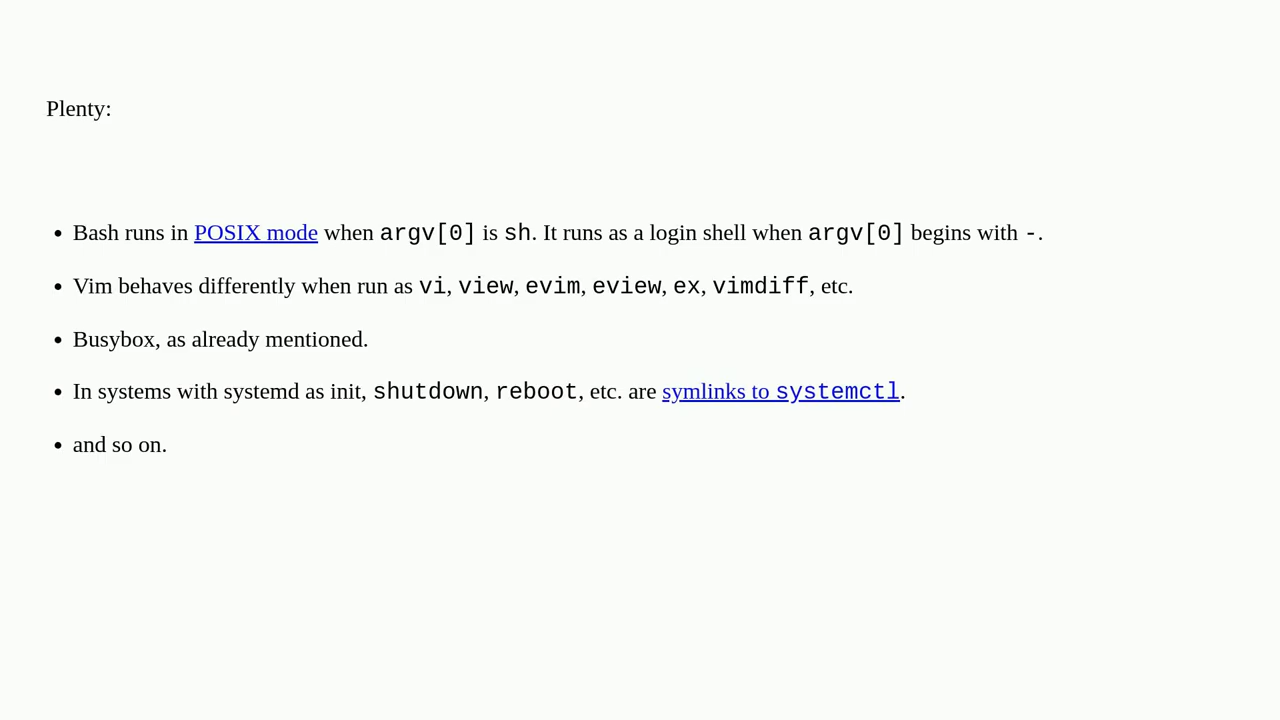 Plenty:
• Bash runs in POSIX mode when argv[0] is sh. It runs as a login shell when argv[0] begins with -.
• Vim behaves differently when run as vi, view, evim, eview, ex, vimdiff, etc.
• Busybox, as already mentioned.
• In systems with systemd as init, shutdown, reboot, etc. are symlinks to systemctl.
• and so on.